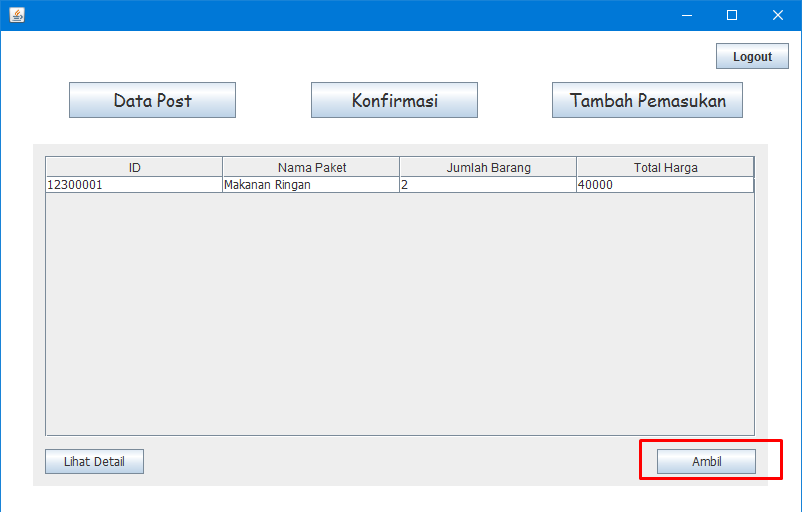 Logout
Data Post Konfirmasi Tambah Pemasukan
ID Nama Paket Jumlah Barang Total Harga
12300001 Makanan Ringan 2 40000
Lihat Detail Ambil